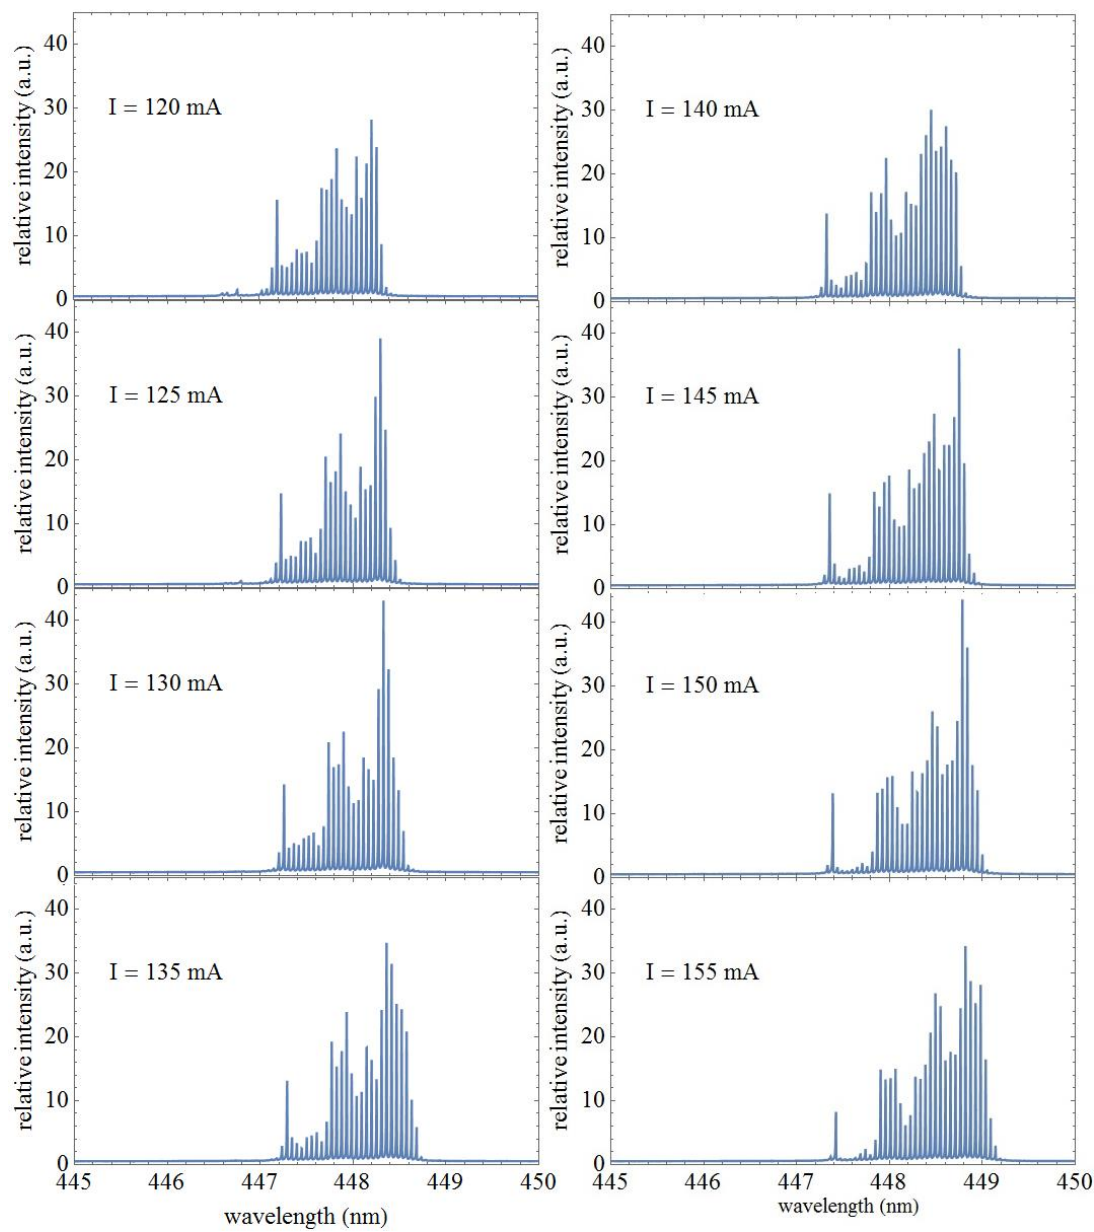 relative intensity (a.u.)
40
30
20
10
0
I = 120 mA
relative intensity (a.u.)
40
30
20
10
0
I = 140 mA
relative intensity (a.u.)
40
30
20
10
0
I = 125 mA
relative intensity (a.u.)
40
30
20
10
0
I = 145 mA
relative intensity (a.u.)
40
30
20
10
0
I = 130 mA
relative intensity (a.u.)
40
30
20
10
0
I = 150 mA
relative intensity (a.u.)
40
30
20
10
0
I = 135 mA
445 446 447 448 449 450
wavelength (nm)
relative intensity (a.u.)
40
30
20
10
0
I = 155 mA
445 446 447 448 449 450
wavelength (nm)